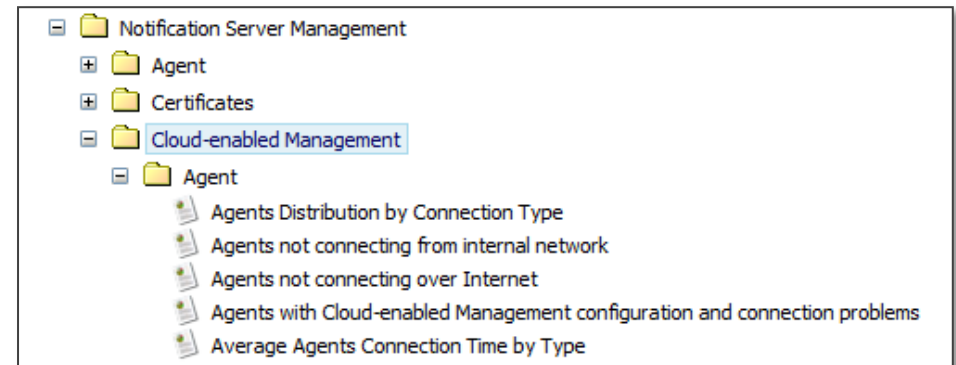 Notification Server Management
Agent
Certificates
Cloud-enabled Management
Agent
Agents Distribution by Connection Type
Agents not connecting from internal network
Agents not connecting over Internet
Agents with Cloud-enabled Management configuration and connection problems
Average Agents Connection Time by Type